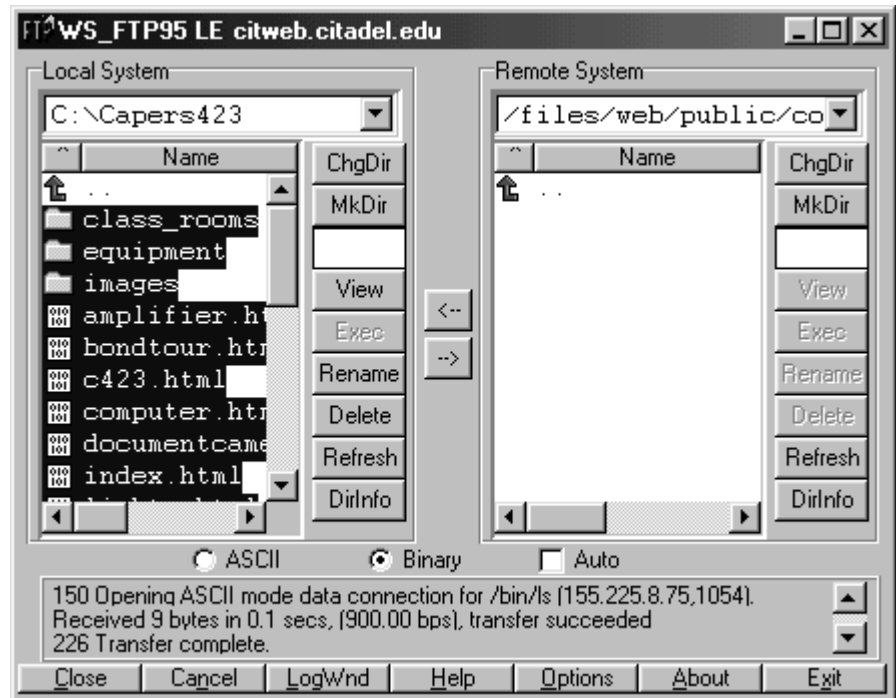 WS_FTP95 LE citweb.citadel.edu
Local System
C:\Capers423
^ Name
..
class_rooms
equipment
images
amplifier.ht
bondtour.htm
c423.html
computer.htm
documentcame
index.html
ChgDir
MkDir
View
Exec
Rename
Delete
Refresh
DirInfo
<--
-->
Remote System
/files/web/public/co
^ Name
..
ChgDir
MkDir
View
Exec
Rename
Delete
Refresh
DirInfo
ASCII Binary Auto
150 Opening ASCII mode data connection for /bin/ls (155.225.8.75,1054).
Received 9 bytes in 0.1 secs, (900.00 bps), transfer succeeded
226 Transfer complete.
Close Cancel LogWnd Help Options About Exit